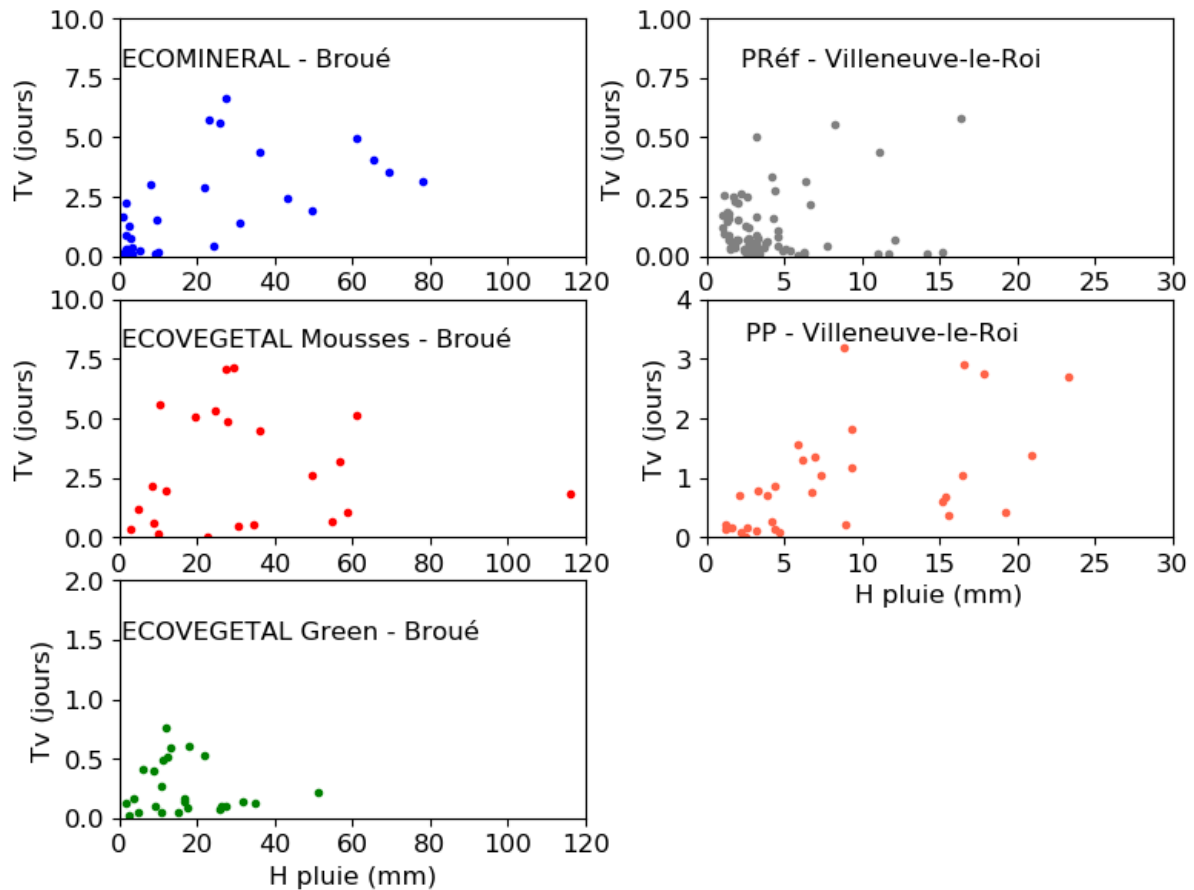 10.0
7.5
5.0
2.5
0.0
Tv (jours)
ECOMINERAL - Broué
0 20 40 60 80 100 120
1.00
0.75
0.50
0.25
0.00
Tv (jours)
PRéf - Villeneuve-le-Roi
0 5 10 15 20 25 30
10.0
7.5
5.0
2.5
0.0
Tv (jours)
ECOVEGETAL Mousses - Broué
0 20 40 60 80 100 120
4
3
2
1
0
Tv (jours)
PP - Villeneuve-le-Roi
0 5 10 15 20 25 30
H pluie (mm)
2.0
1.5
1.0
0.5
0.0
Tv (jours)
ECOVEGETAL Green - Broué
0 20 40 60 80 100 120
H pluie (mm)